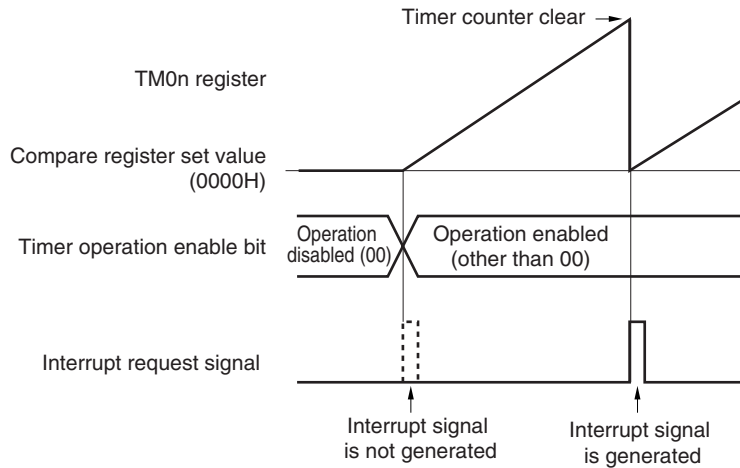 Timer counter clear
TM0n register
Compare register set value
(0000H)
Timer operation enable bit
Operation
disabled (00)
Operation enabled
(other than 00)
Interrupt request signal
Interrupt signal
is not generated
Interrupt signal
is generated